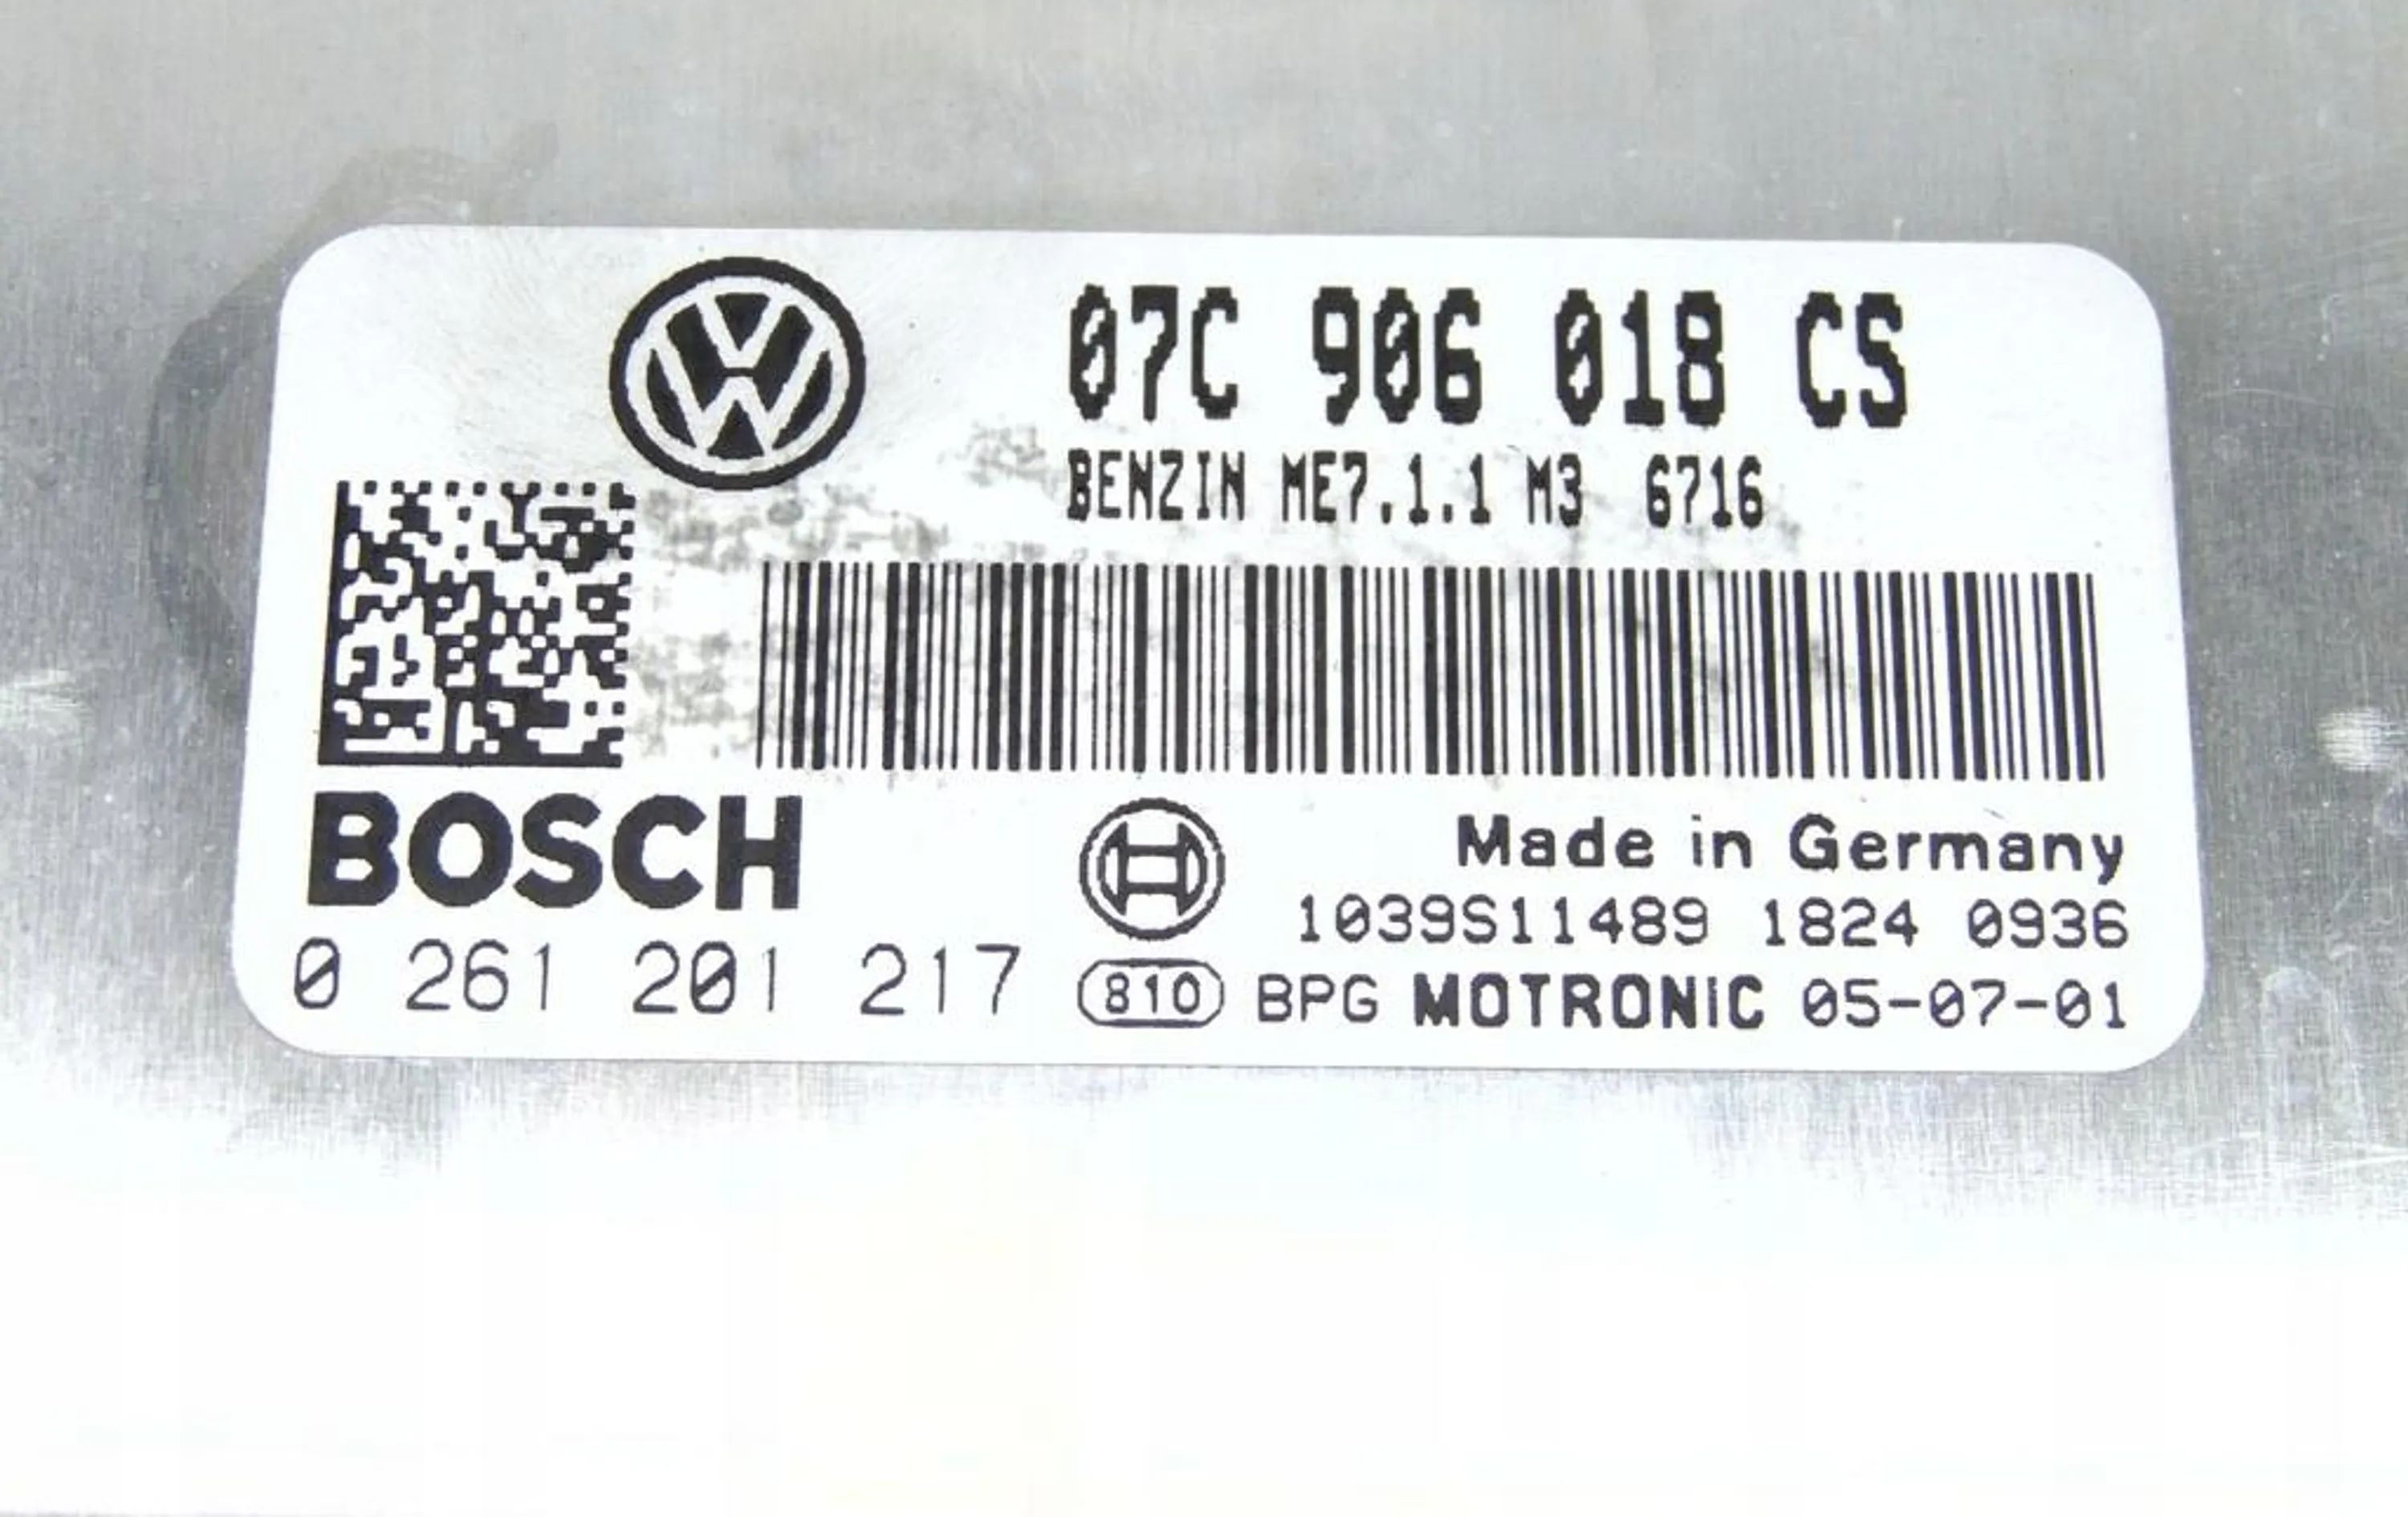 07C 906 018 CS
BENZIN ME7.1.1 M3 6716
BOSCH
Made in Germany
1039S11489 1824 0936
0 261 201 217
810 BPG MOTRONIC 05-07-01